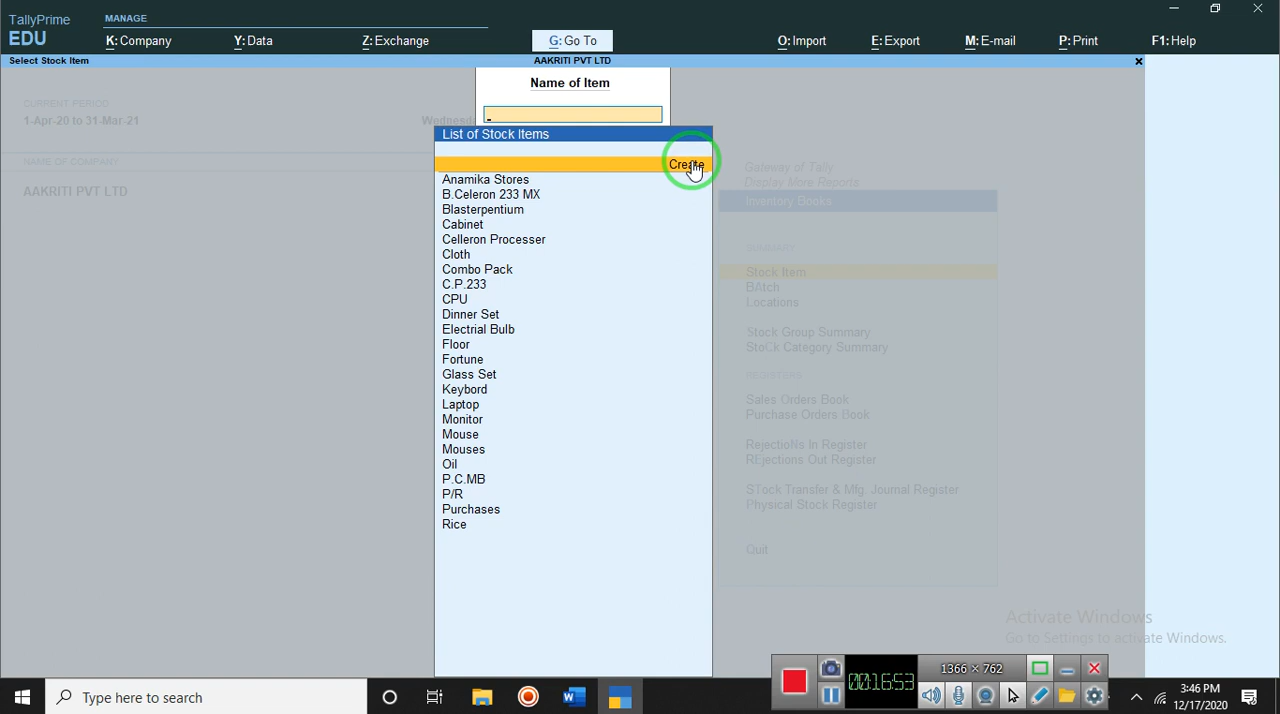 TallyPrime
EDU
MANAGE
K: Company
Y: Data
Z: Exchange
G: Go To
O: Import
E: Export
M: E-mail
P: Print
F1: Help
Select Stock Item
AAKRITI PVT LTD
Name of Item
List of Stock Items
Create
Anamika Stores
B.Celeron 233 MX
Blasterpentium
Cabinet
Celleron Processer
Cloth
Combo Pack
C.P.233
CPU
Dinner Set
Electrial Bulb
Floor
Fortune
Glass Set
Keybord
Laptop
Monitor
Mouse
Mouses
Oil
P.C.MB
P/R
Purchases
Rice
CURRENT PERIOD
1-Apr-20 to 31-Mar-21
Wednesda
NAME OF COMPANY
AAKRITI PVT LTD
Gateway of Tally
Display More Reports
Inventory Books
SUMMARY
Stock Item
BAtch
Locations
Stock Group Summary
StoCk Category Summary
REGISTERS
Sales Orders Book
Purchase Orders Book
RejectioNs In Register
REjections Out Register
STock Transfer & Mfg. Journal Register
Physical Stock Register
Quit
Activate Windows
Go to Settings to activate Windows.
1366 × 762
00:16:53
Type here to search
3:46 PM
12/17/2020